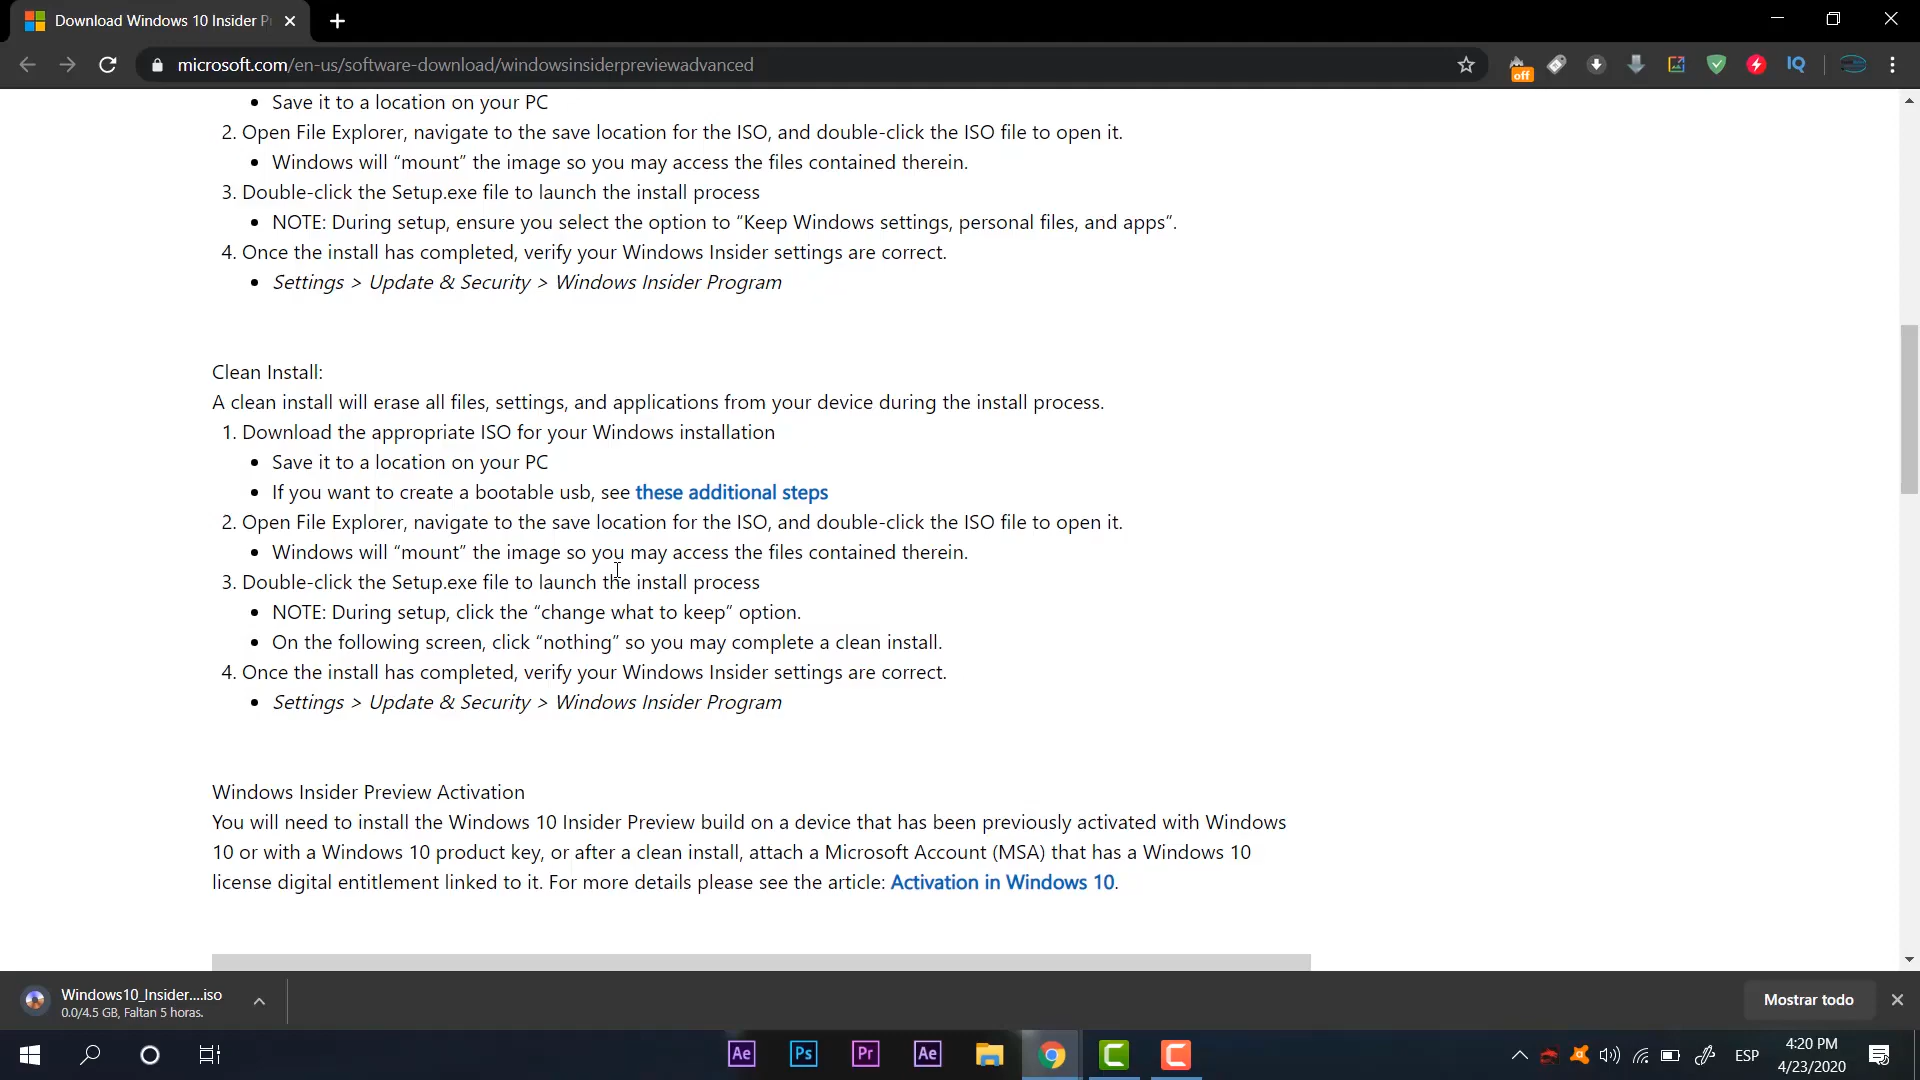 Download Windows 10 Insider P
microsoft.com/en-us/software-download/windowsinsiderpreviewadvanced
off
IQ
• Save it to a location on your PC
2. Open File Explorer, navigate to the save location for the ISO, and double-click the ISO file to open it.
• Windows will “mount” the image so you may access the files contained therein.
3. Double-click the Setup.exe file to launch the install process
• NOTE: During setup, ensure you select the option to “Keep Windows settings, personal files, and apps“.
4. Once the install has completed, verify your Windows Insider settings are correct.
• Settings > Update & Security > Windows Insider Program
Clean Install:
A clean install will erase all files, settings, and applications from your device during the install process.
1. Download the appropriate ISO for your Windows installation
• Save it to a location on your PC
• If you want to create a bootable usb, see these additional steps
2. Open File Explorer, navigate to the save location for the ISO, and double-click the ISO file to open it.
• Windows will “mount” the image so you may access the files contained therein.
3. Double-click the Setup.exe file to launch the install process
• NOTE: During setup, click the “change what to keep” option.
• On the following screen, click “nothing” so you may complete a clean install.
4. Once the install has completed, verify your Windows Insider settings are correct.
• Settings > Update & Security > Windows Insider Program
Windows Insider Preview Activation
You will need to install the Windows 10 Insider Preview build on a device that has been previously activated with Windows
10 or with a Windows 10 product key, or after a clean install, attach a Microsoft Account (MSA) that has a Windows 10
license digital entitlement linked to it. For more details please see the article: Activation in Windows 10.
Windows10_Insider....iso
0.0/4.5 GB, Faltan 5 horas.
Mostrar todo
Ae
Ps
Pr
Ae
ESP
4:20 PM
4/23/2020